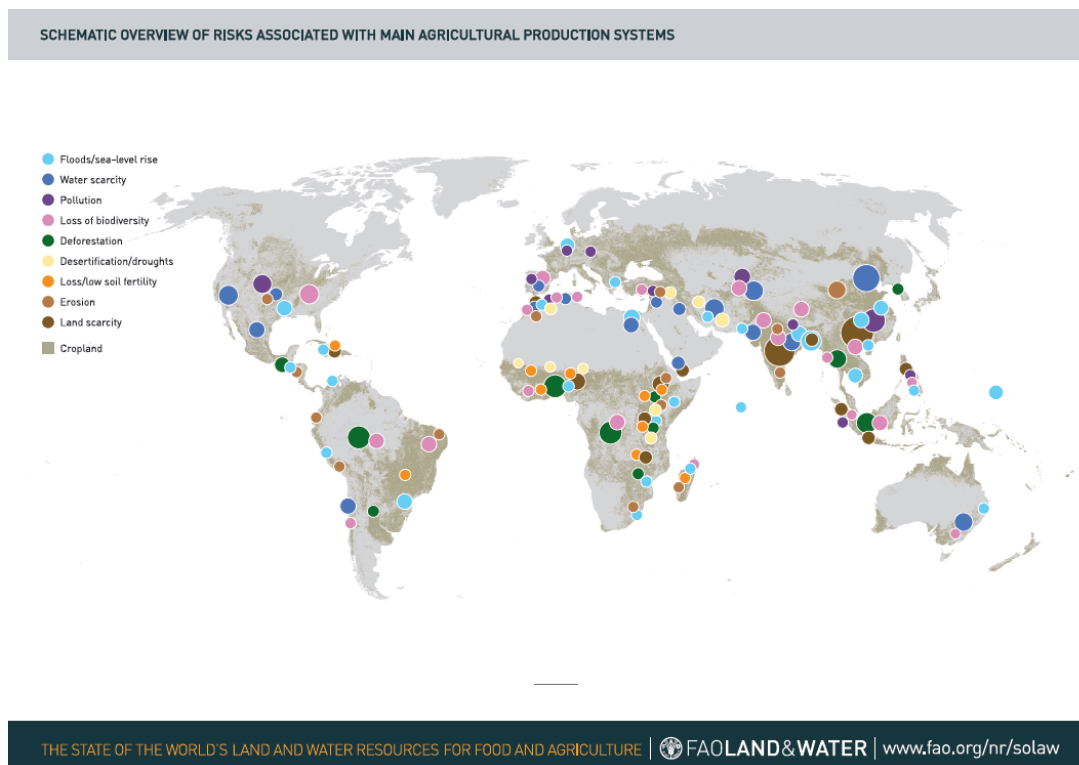 SCHEMATIC OVERVIEW OF RISKS ASSOCIATED WITH MAIN AGRICULTURAL PRODUCTION SYSTEMS
Floods/sea-level rise
Water scarcity
Pollution
Loss of biodiversity
Deforestation
Desertification/droughts
Loss/low soil fertility
Erosion
Land scarcity
Cropland
THE STATE OF THE WORLD'S LAND AND WATER RESOURCES FOR FOOD AND AGRICULTURE | FAOLAND&WATER | www.fao.org/nr/solaw